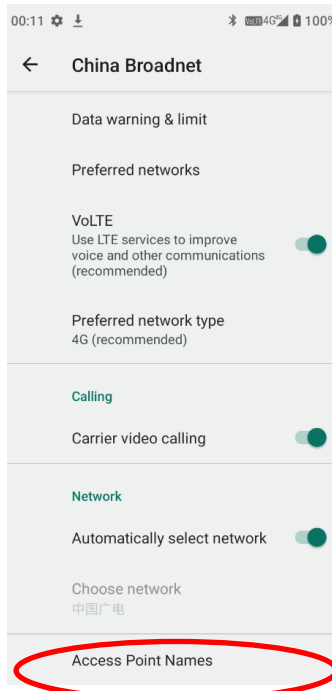 00:11 4G 100%
China Broadnet
Data warning & limit
Preferred networks
VoLTE
Use LTE services to improve
voice and other communications
(recommended)
Preferred network type
4G (recommended)
Calling
Carrier video calling
Network
Automatically select network
Choose network
中国广电
Access Point Names